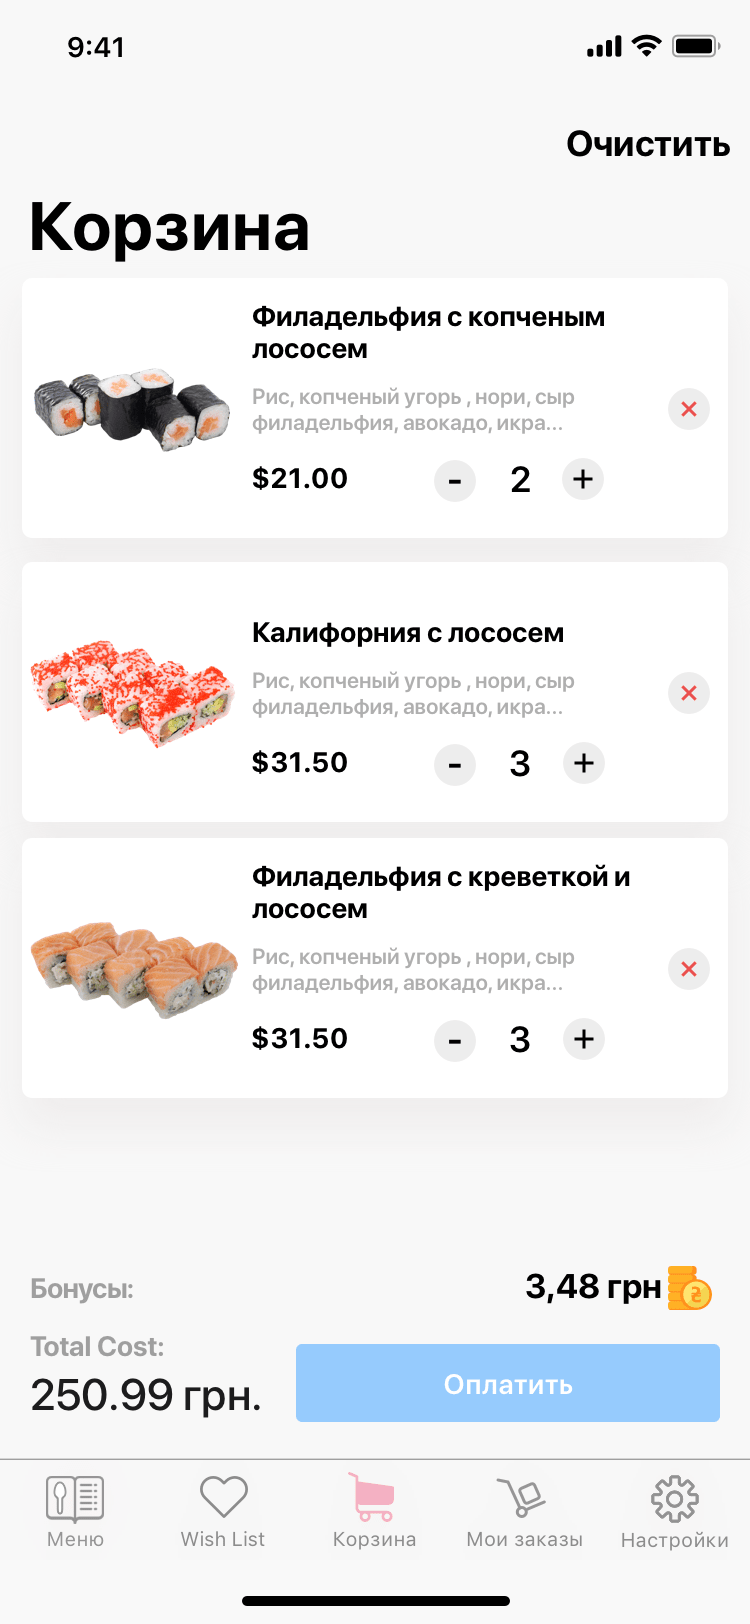 9:41
Очистить
Корзина
Филадельфия с копченым
лососем
Рис, копченый угорь , нори, сыр
филадельфия, авокадо, икра...
$21.00
- 2 +
Калифорния с лососем
Рис, копченый угорь , нори, сыр
филадельфия, авокадо, икра...
$31.50
- 3 +
Филадельфия с креветкой и
лососем
Рис, копченый угорь , нори, сыр
филадельфия, авокадо, икра...
$31.50
- 3 +
Бонусы:
3,48 грн
Total Cost:
250.99 грн.
Оплатить
Меню
Wish List
Корзина
Мои заказы
Настройки